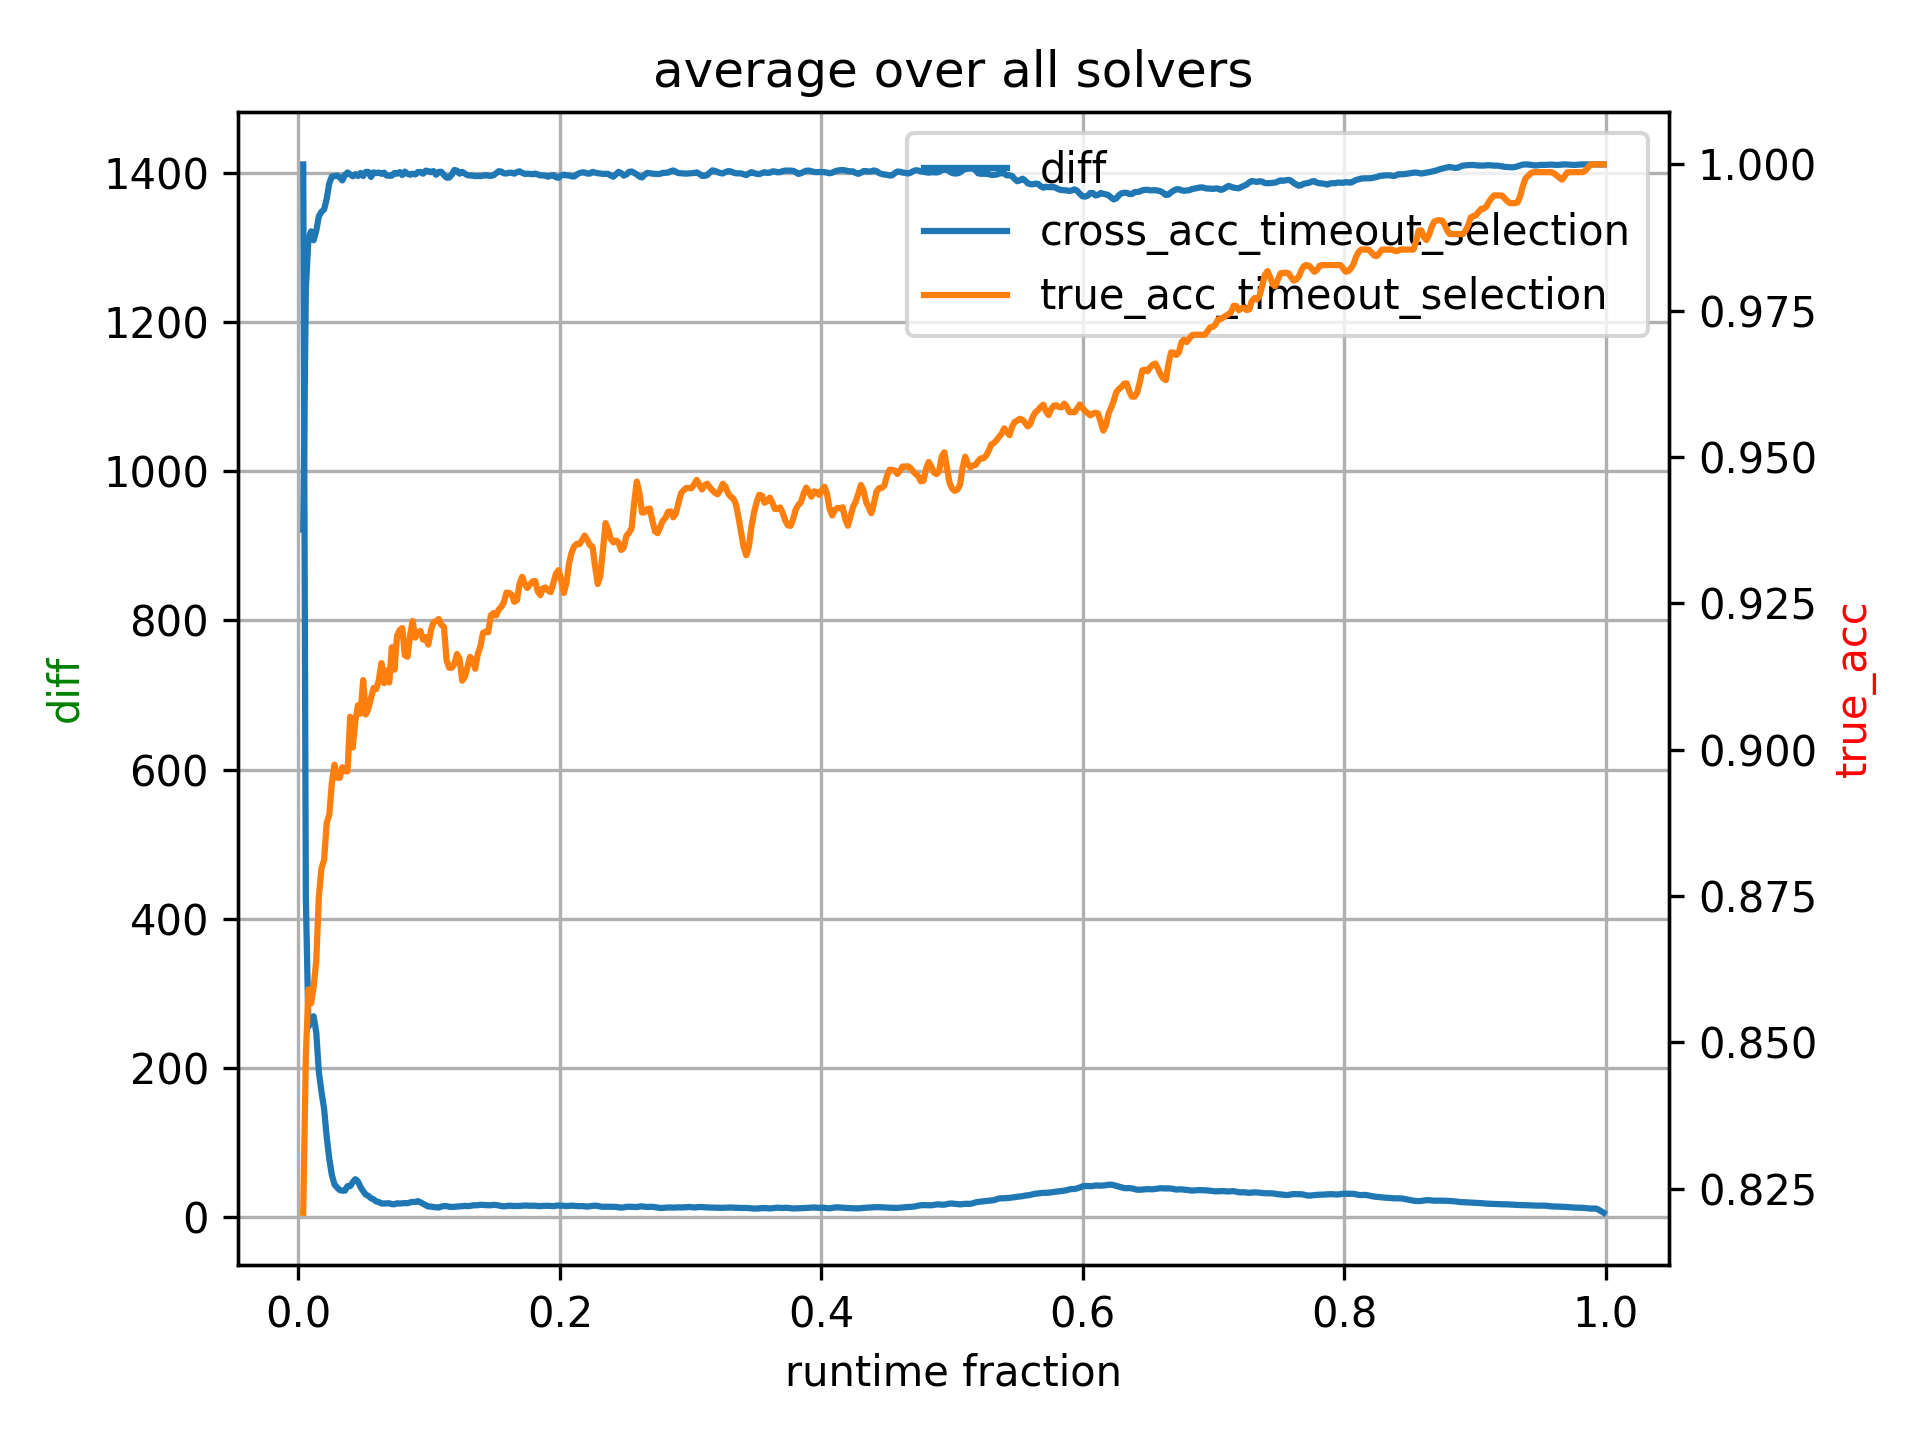 average over all solvers
diff
cross_acc_timeout_selection
true_acc_timeout_selection
1400
1200
1000
800
600
400
200
0
diff
1.000
0.975
0.950
0.925
0.900
0.875
0.850
0.825
true_acc
0.0 0.2 0.4 0.6 0.8 1.0
runtime fraction